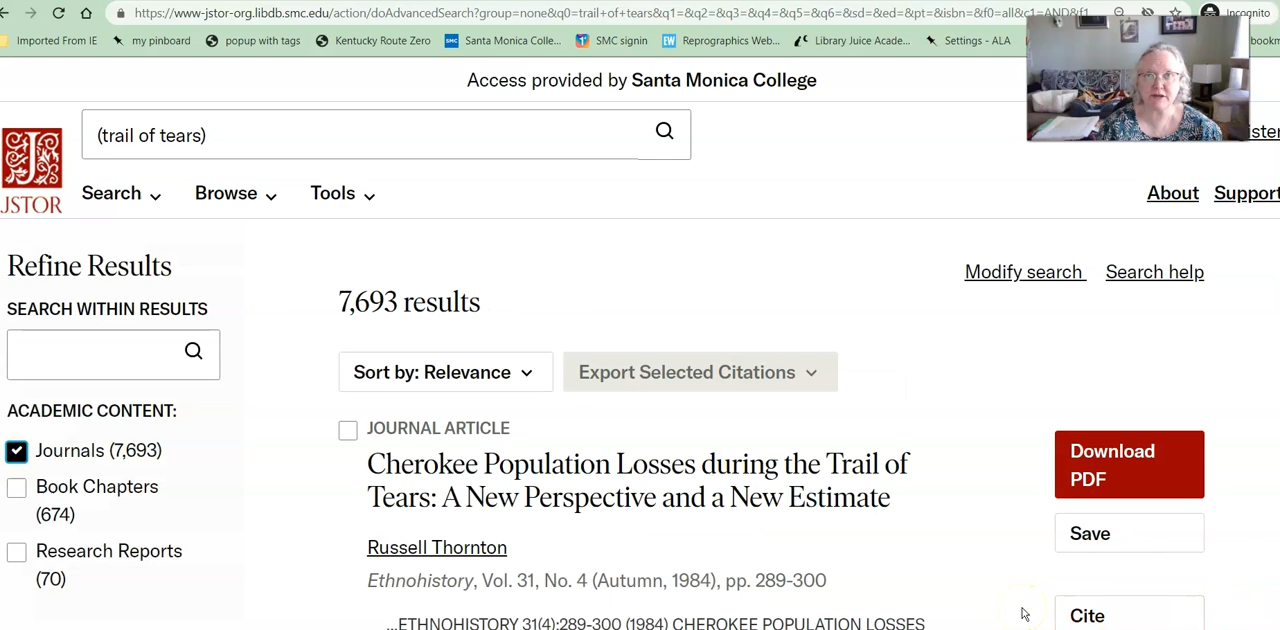 https://www-jstor-org.libdb.smc.edu/action/doAdvancedSearch?group=none&q0=trail+of+tears&q1=&q2=&q3=&q4=&q5=&q6=&sd=&ed=&pt=&isbn=&f0=all&c1=AND&f1
Incognito
Imported From IE
my pinboard
popup with tags
Kentucky Route Zero
SMC
Santa Monica Colle...
SMC signin
EW
Reprographics Web...
Library Juice Acade...
Settings - ALA
Access provided by Santa Monica College
(trail of tears)
JSTOR
Search
Browse
Tools
About
Support
Refine Results
SEARCH WITHIN RESULTS
Modify search
Search help
7,693 results
Sort by: Relevance
Export Selected Citations
ACADEMIC CONTENT:
Journals (7,693)
Book Chapters
(674)
Research Reports
(70)
JOURNAL ARTICLE
Cherokee Population Losses during the Trail of
Tears: A New Perspective and a New Estimate
Russell Thornton
Ethnohistory, Vol. 31, No. 4 (Autumn, 1984), pp. 289-300
...ETHNOHISTORY 31(4):289-300 (1984) CHEROKEE POPULATION LOSSES
Download
PDF
Save
Cite